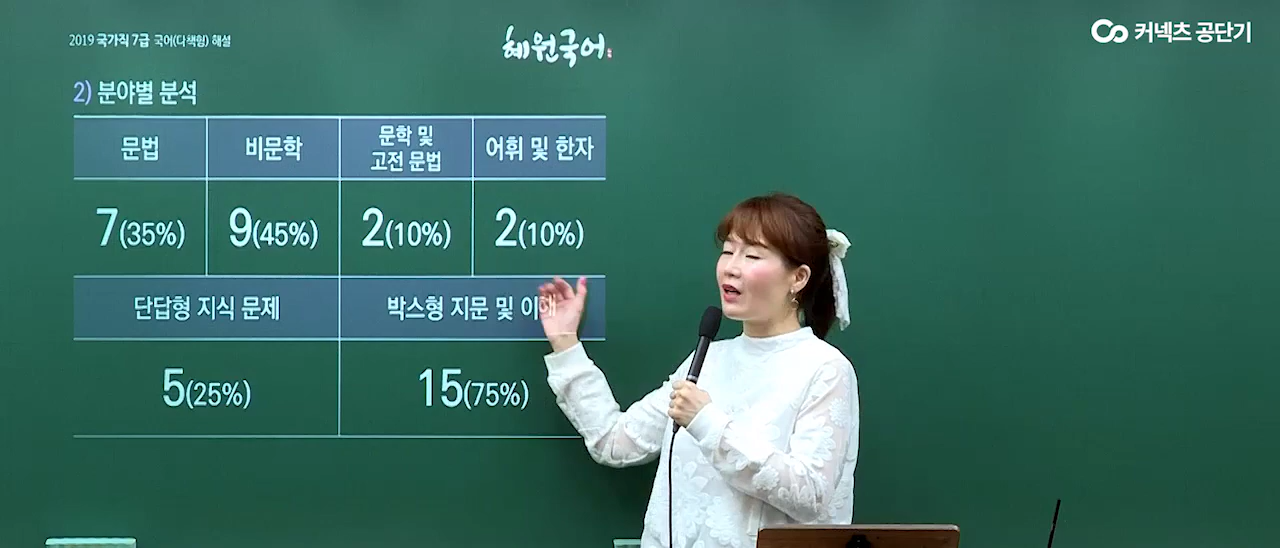 2019 국가직 7급 국어(다책형) 해설
혜원국어
커넥츠 공단기
2) 분야별 분석
문법
비문학
문학 및
고전 문법
어휘 및 한자
7(35%)
9(45%)
2(10%)
2(10%)
단답형 지식 문제
박스형 지문 및 이해
5(25%)
15(75%)